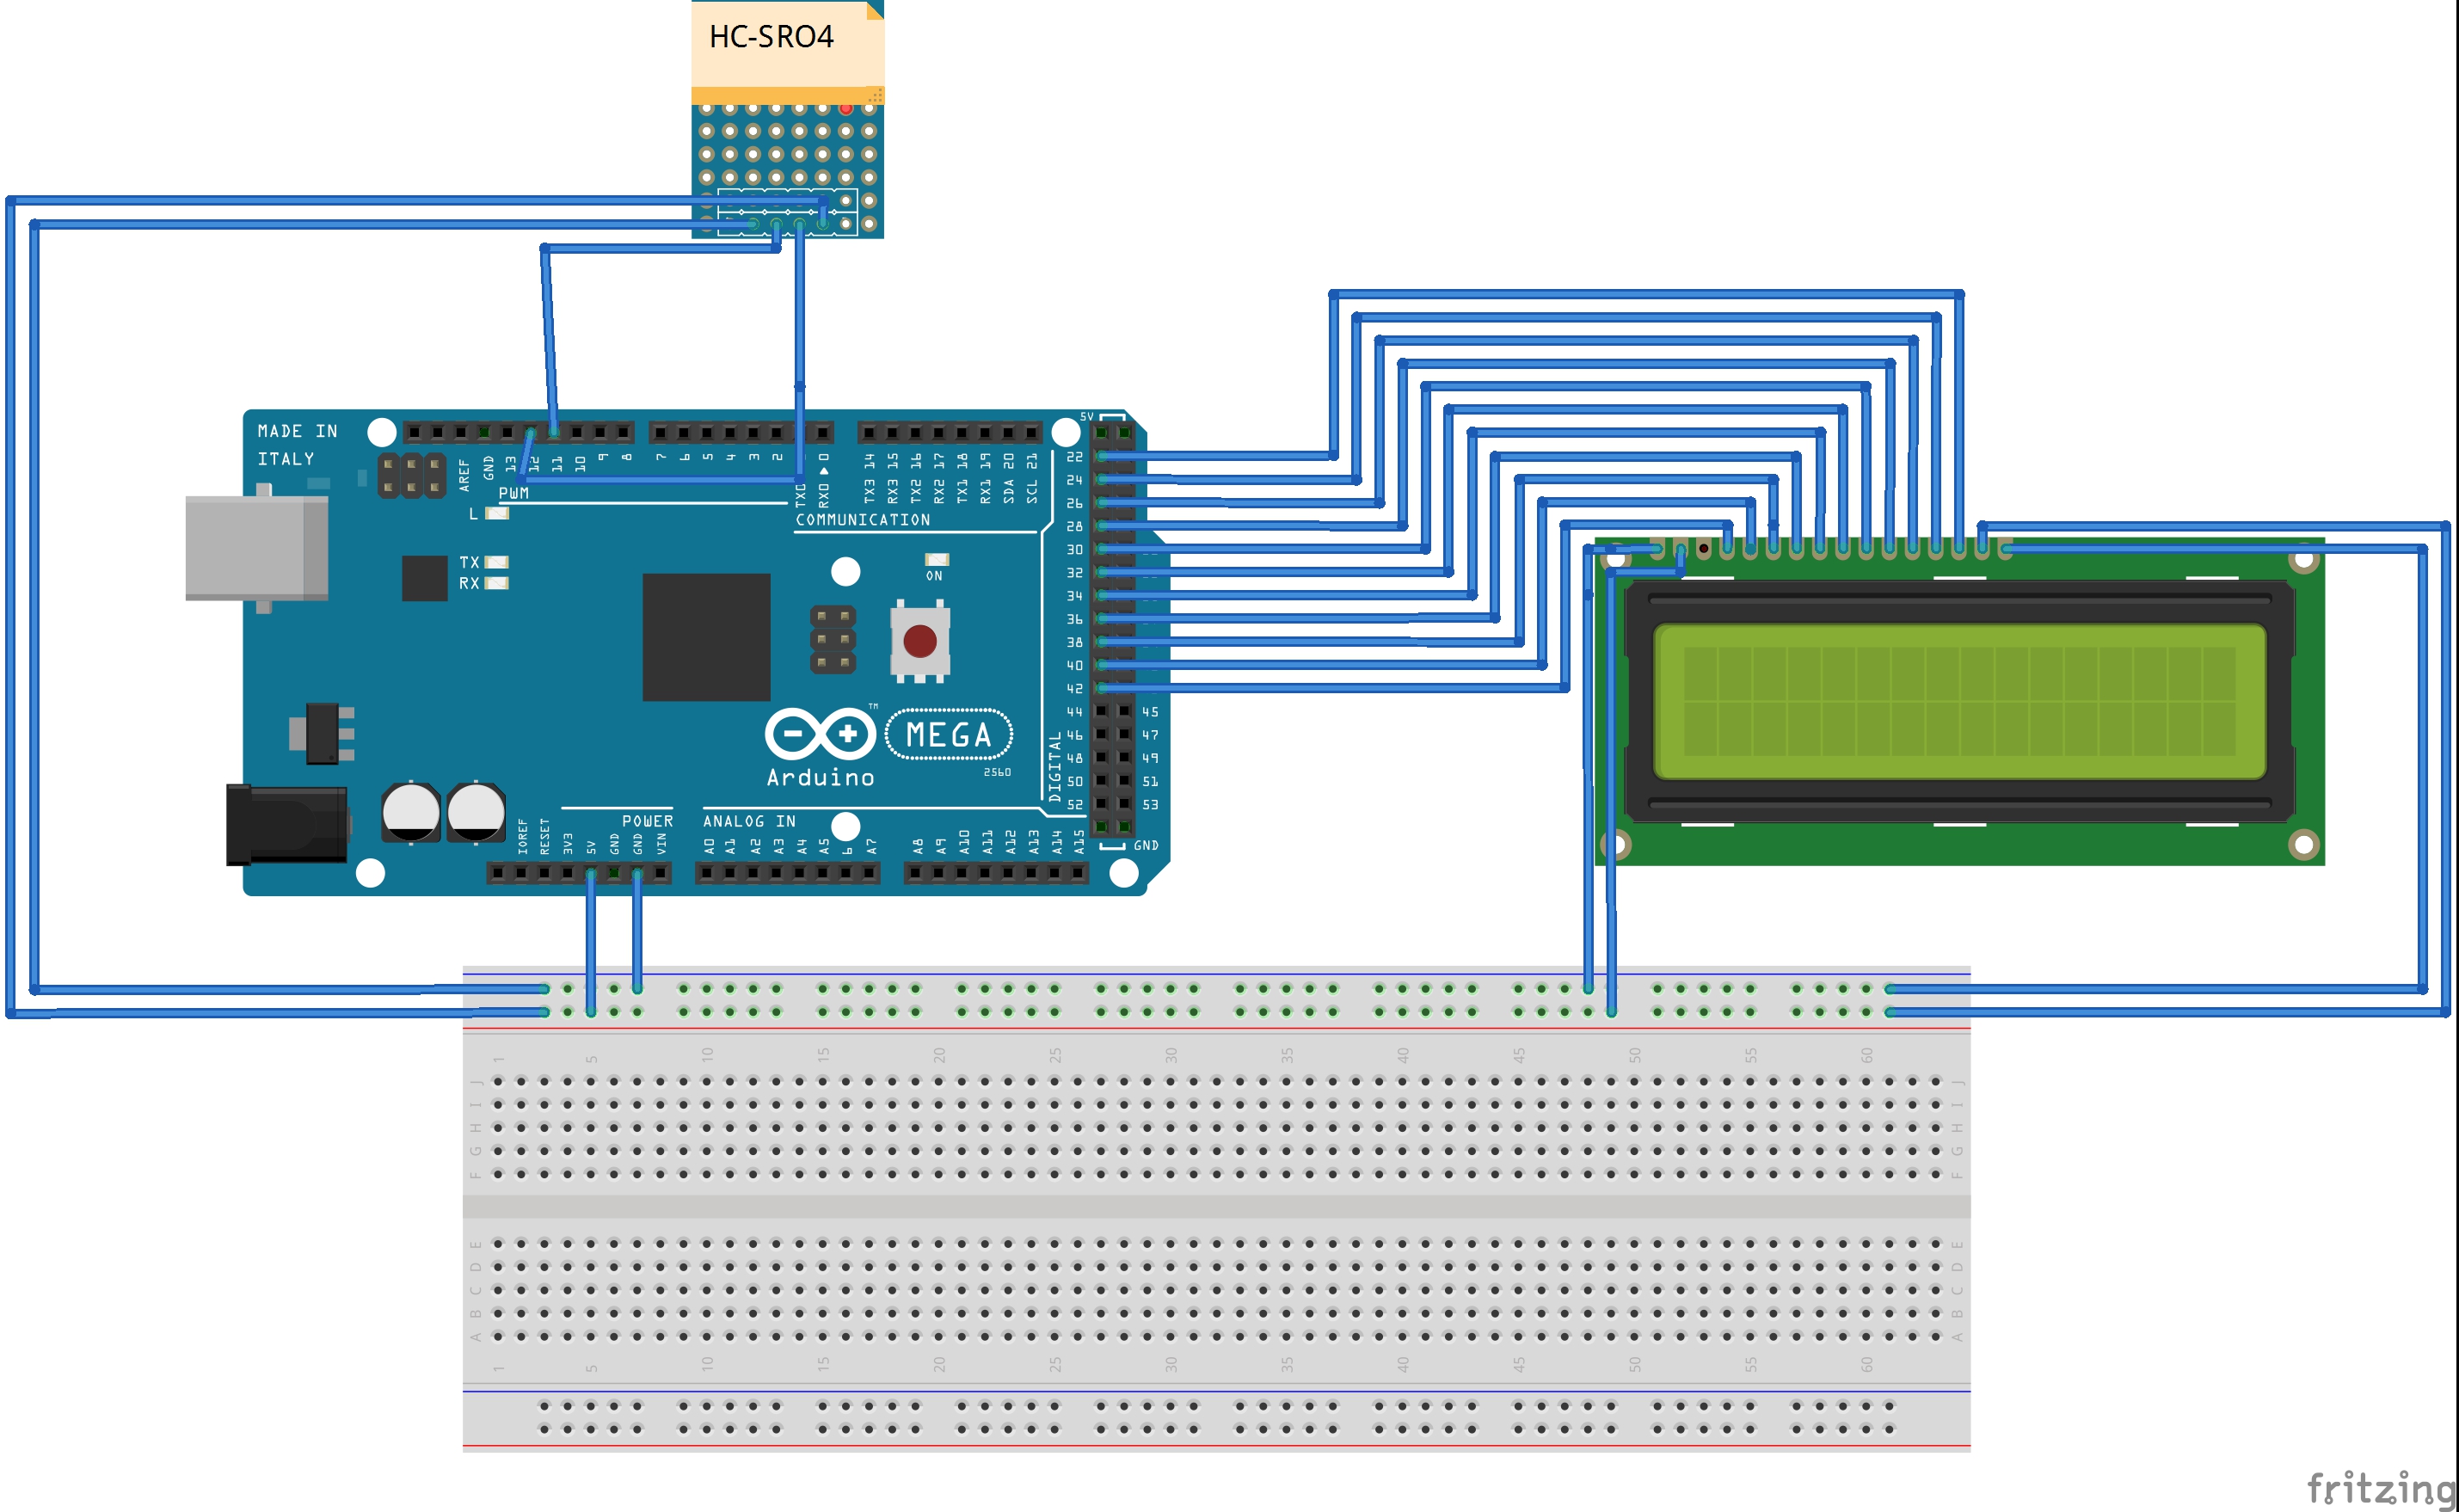 HC-SRO4
MADE IN
ITALY
AREF
GND
13
12
11
10
9
8
7
6
5
4
3
2
TX0
RX0
0
TX3 14
RX3 15
TX2 16
RX2 17
TX1 18
RX1 19
SDA 20
SCL 21
5V
PWM
L
COMMUNICATION
TX
RX
ON
22
24
26
28
30
32
34
36
38
40
42
44 45
46 47
48 49
50 51
52 53
DIGITAL
TM
MEGA
Arduino
2560
POWER
ANALOG IN
IOREF
RESET
3V3
5V
GND
GND
VIN
A0
A1
A2
A3
A4
A5
6
A7
A8
A9
A10
A11
A12
A13
A14
A15
GND
1 5 10 15 20 25 30 35 40 45 50 55 60
J J
I I
H H
G G
F F
E E
D D
C C
B B
A A
1 5 10 15 20 25 30 35 40 45 50 55 60
fritzing